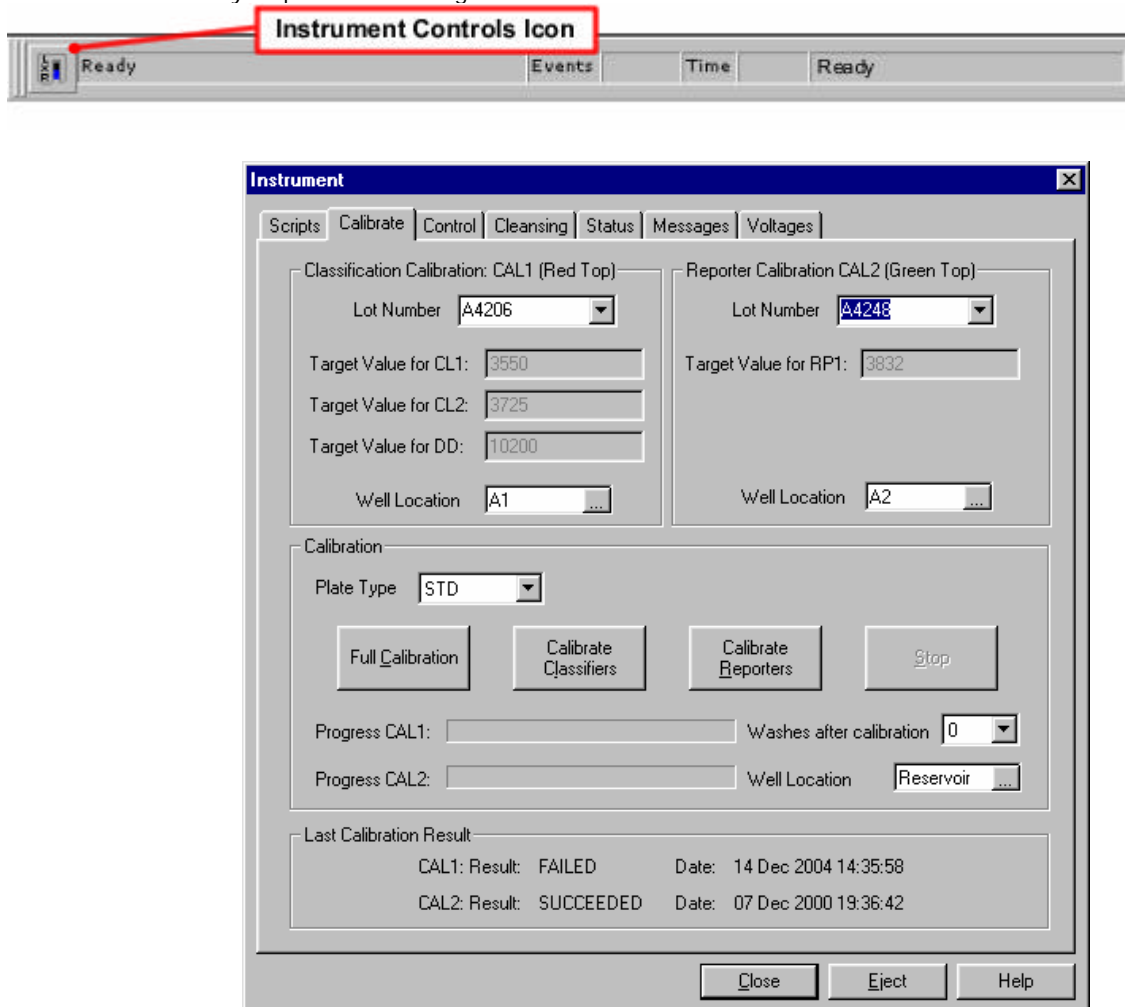 Instrument Controls Icon
LXR Ready Events Time Ready
Instrument
Scripts Calibrate Control Cleansing Status Messages Voltages
Classification Calibration: CAL1 (Red Top) Reporter Calibration CAL2 (Green Top)
Lot Number A4206 Lot Number A4248
Target Value for CL1: 3550 Target Value for RP1: 3832
Target Value for CL2: 3725
Target Value for DD: 10200
Well Location A1 ... Well Location A2 ...
Calibration
Plate Type STD
Full Calibration Calibrate Classifiers Calibrate Reporters Stop
Progress CAL1: Washes after calibration 0
Progress CAL2: Well Location Reservoir ...
Last Calibration Result
CAL1: Result: FAILED Date: 14 Dec 2004 14:35:58
CAL2: Result: SUCCEEDED Date: 07 Dec 2000 19:36:42
Close Eject Help